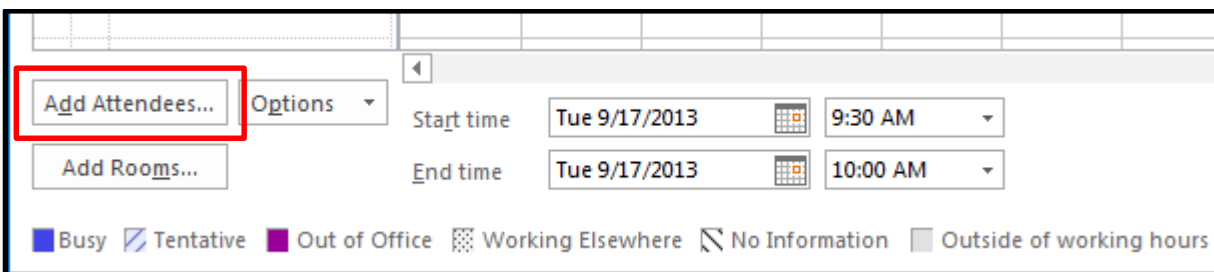 Add Attendees... Options
Start time Tue 9/17/2013 9:30 AM
Add Rooms... End time Tue 9/17/2013 10:00 AM
Busy Tentative Out of Office Working Elsewhere No Information Outside of working hours